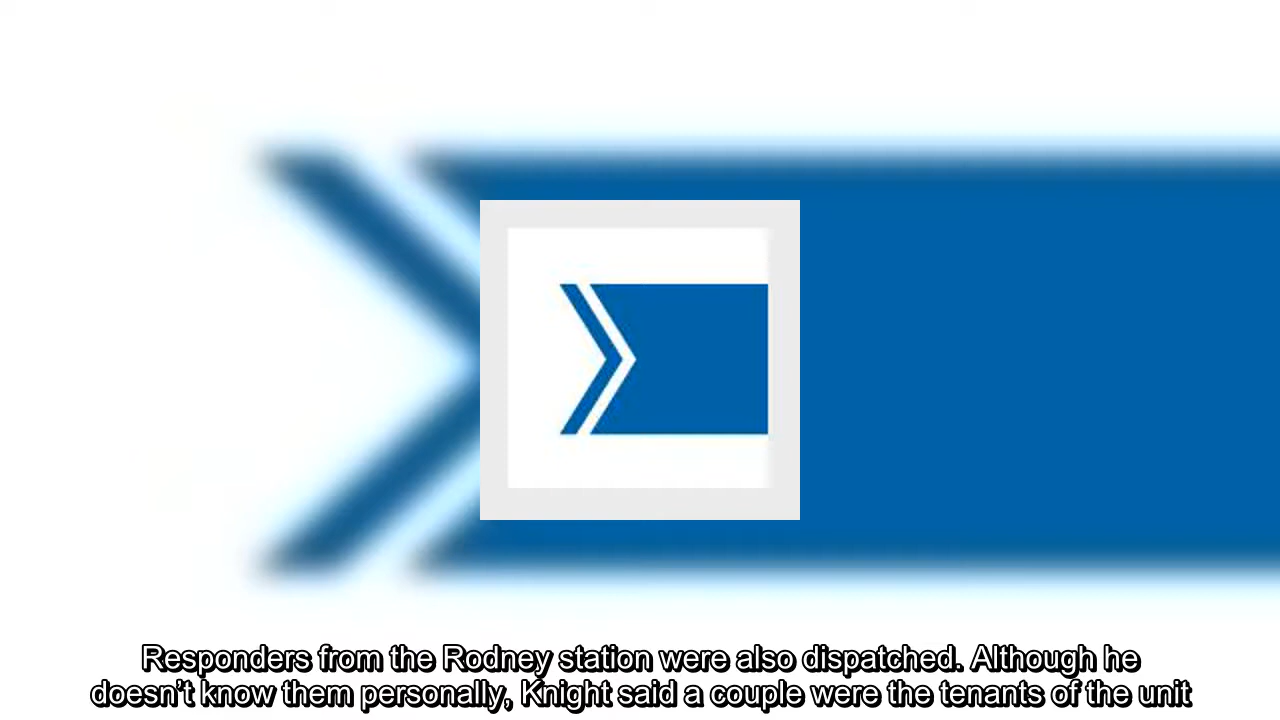 Responders from the Rodney station were also dispatched. Although he
doesn't know them personally, Knight said a couple were the tenants of the unit